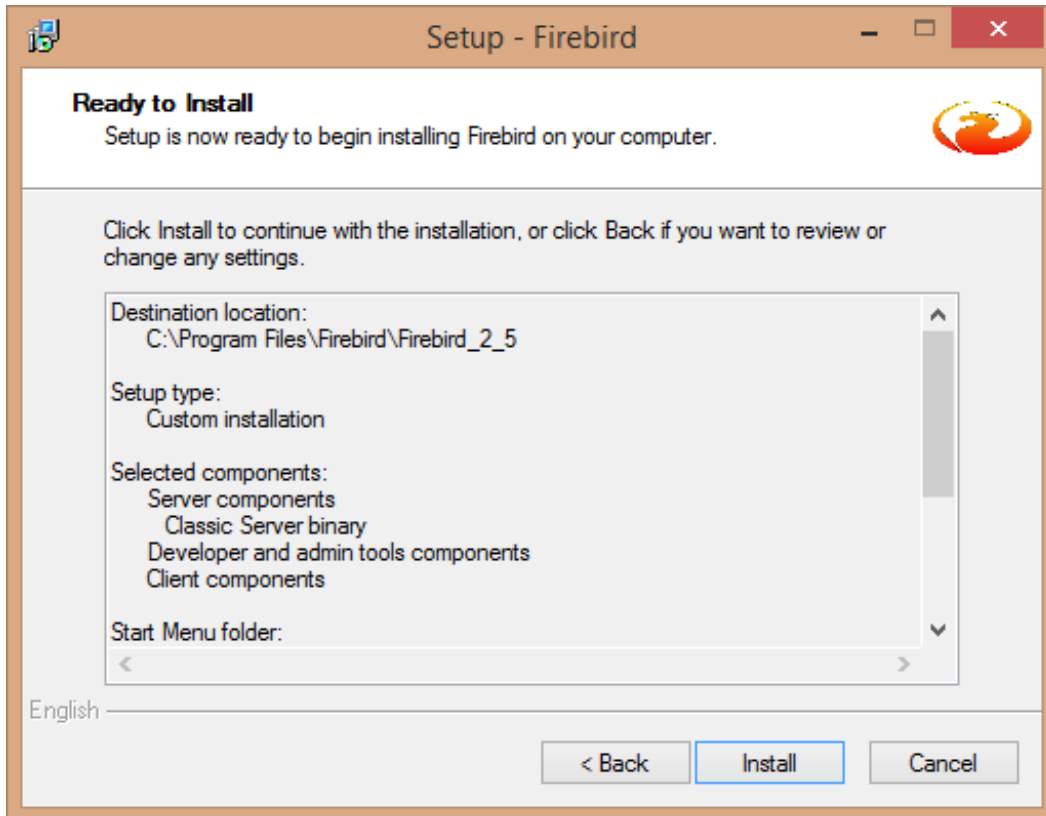 Setup - Firebird
Ready to Install
Setup is now ready to begin installing Firebird on your computer.
Click Install to continue with the installation, or click Back if you want to review or
change any settings.
Destination location:
C:\Program Files\Firebird\Firebird_2_5
Setup type:
Custom installation
Selected components:
Server components
Classic Server binary
Developer and admin tools components
Client components
Start Menu folder:
English
< Back
Install
Cancel